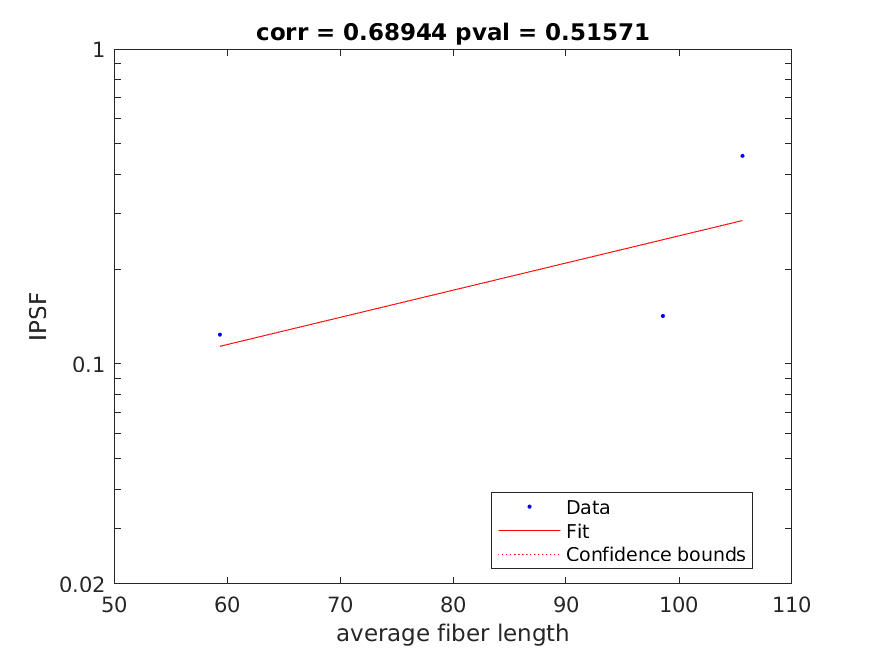 corr = 0.68944 pval = 0.51571
1
0.1
0.02
IPSF
50 60 70 80 90 100 110
average fiber length
Data
Fit
Confidence bounds